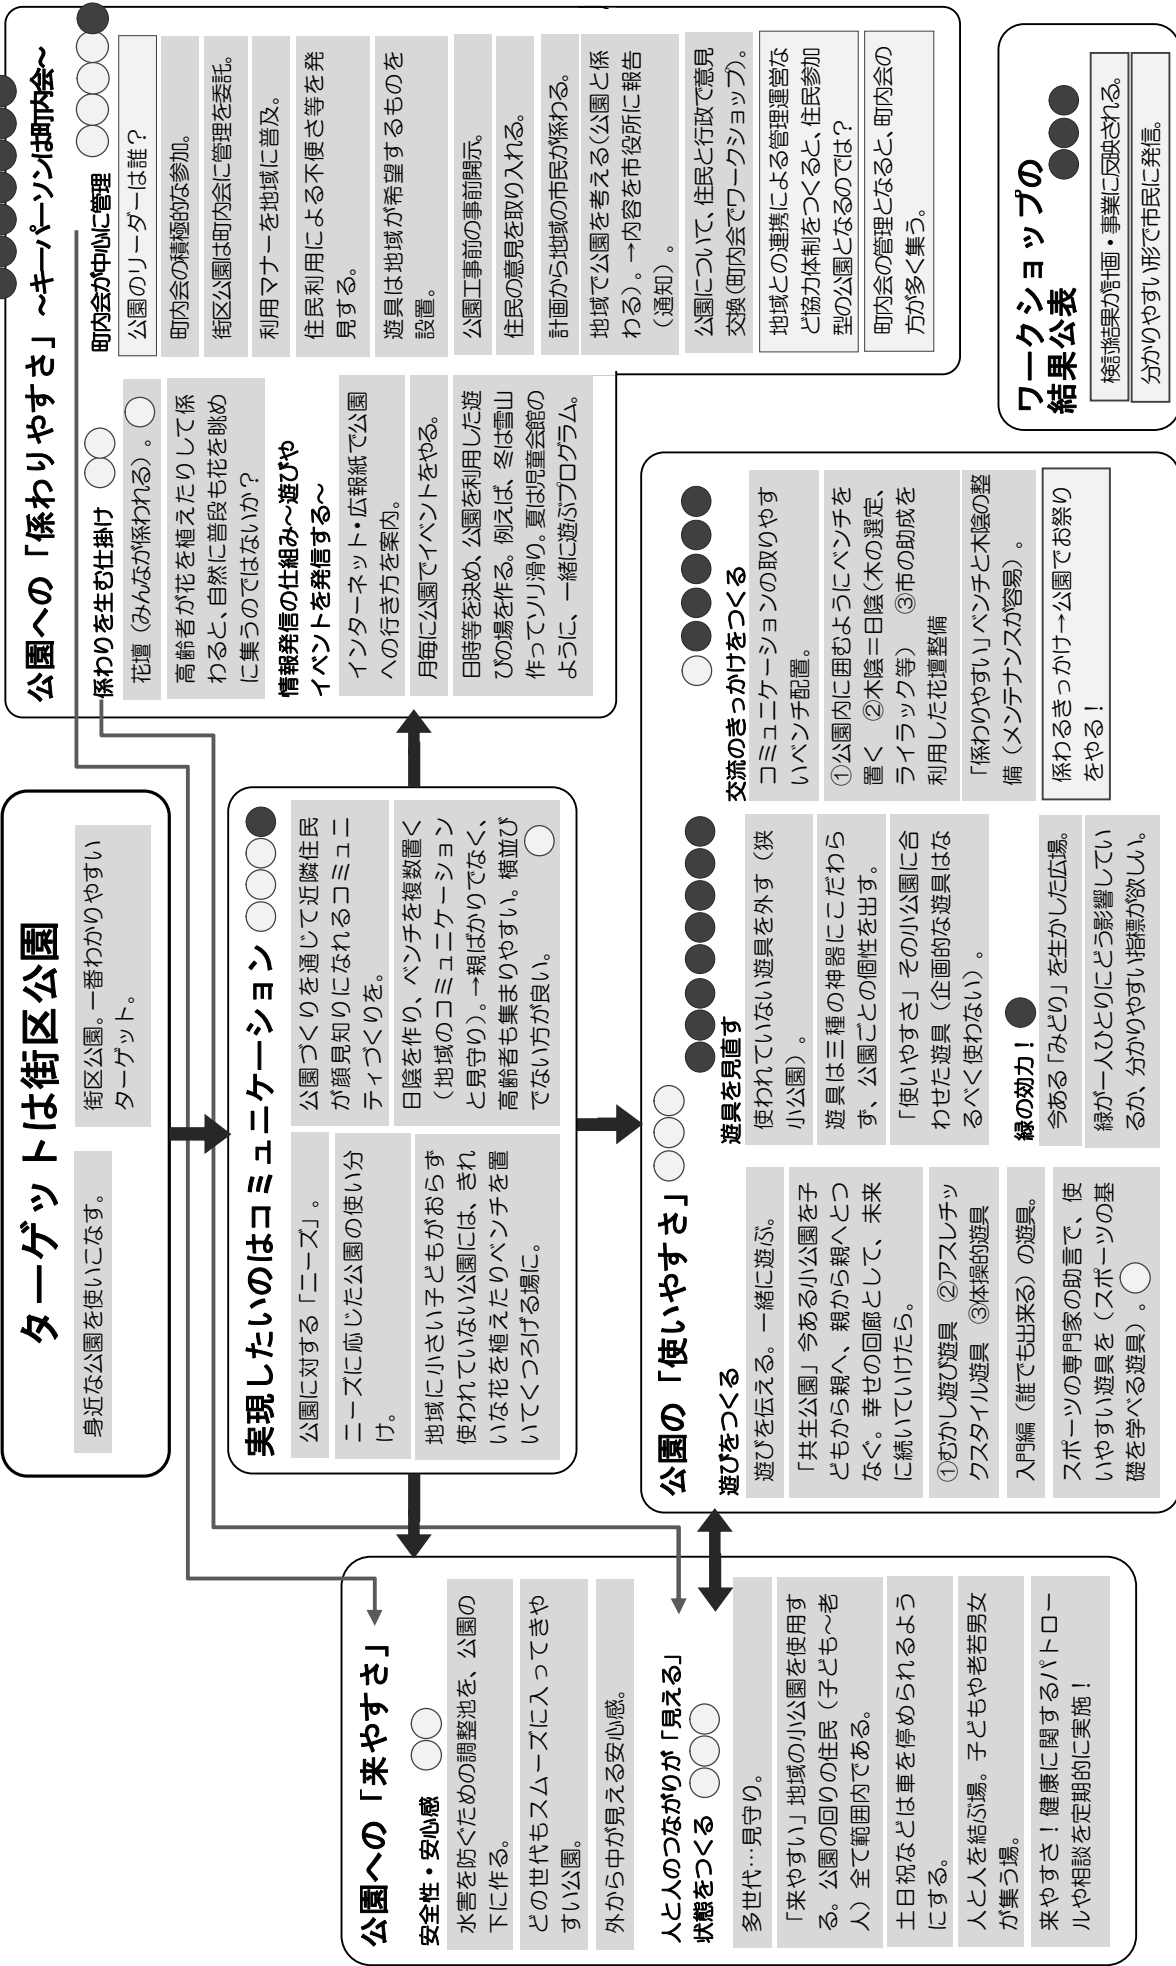 ターゲットは街区公園
身近な公園を使いこなす。
街区公園。一番わかりやすい
ターゲット。
実現したいのはコミュニケーション
公園に対する「ニーズ」。
ニーズに応じた公園の使い分
け。
地域に小さい子どもがおらず
使われていない公園には、きれ
いな花を植えたりベンチを置
いてくつろげる場に。
公園づくりを通じて近隣住民
が顔見知りになれるコミュニ
ティづくりを。
日陰を作り、ベンチを複数置く
（地域のコミュニケーション
と見守り）。→親ばかりでなく、
高齢者も集まりやすい。横並び
でない方が良い。
公園への「来やすさ」
安全性・安心感
水害を防ぐための調整池を、公園の
下に作る。
どの世代もスムーズに入ってきや
すい公園。
外から中が見える安心感。
人と人のつながりが「見える」
状態をつくる
多世代…見守り。
「来やすい」地域の小公園を使用す
る。公園の回りの住民（子ども～老
人）全て範囲内である。
土日祝などは車を停められるよう
にする。
人と人を結ぶ場。子どもや老若男女
が集う場。
来やすさ！健康に関するパトロー
ルや相談を定期的に実施！
公園の「使いやすさ」
遊びをつくる
遊びを伝える。一緒に遊ぶ。
「共生公園」今ある小公園を子
どもから親へ、親から親へとつ
なぐ。幸せの回廊として、未来
に続いていけたら。
①むかし遊び遊具　②アスレチッ
クスタイル遊具　③体操的遊具
入門編（誰でも出来る）の遊具。
スポーツの専門家の助言で、使
いやすい遊具を（スポーツの基
礎を学べる遊具）。
遊具を見直す
使われていない遊具を外す（狭
小公園）。
遊具は三種の神器にこだわら
ず、公園ごとの個性を出す。
「使いやすさ」その小公園に合
わせた遊具（企画的な遊具はな
るべく使わない）。
緑の効力！
今ある「みどり」を生かした広場。
緑が一人ひとりにどう影響してい
るか、分かりやすい指標が欲しい。
交流のきっかけをつくる
コミュニケーションの取りやす
いベンチ配置。
①公園内に囲むようにベンチを
置く　②木陰＝日陰（木の選定、
ライラック等）　③市の助成を
利用した花壇整備
「係わりやすい」ベンチと木陰の整
備（メンテナンスが容易）。
係わるきっかけ→公園でお祭り
をやる！
公園への「係わりやすさ」～キーパーソンは町内会～
係わりを生む仕掛け
花壇（みんなが係われる）。
高齢者が花を植えたりして係
わると、自然に普段も花を眺め
に集うのではないか？
情報発信の仕組み～遊びや
イベントを発信する～
インターネット・広報紙で公園
への行き方を案内。
月毎に公園でイベントをやる。
日時等を決め、公園を利用した遊
びの場を作る。例えば、冬は雪山
作ってソリ滑り。夏は児童会館の
ように、一緒に遊ぶプログラム。
町内会が中心に管理
公園のリーダーは誰？
町内会の積極的な参加。
街区公園は町内会に管理を委託。
利用マナーを地域に普及。
住民利用による不便さ等を発
見する。
遊具は地域が希望するものを
設置。
公園工事前の事前開示。
住民の意見を取り入れる。
計画から地域の市民が係わる。
地域で公園を考える（公園と係
わる）。→内容を市役所に報告
（通知）。
公園について、住民と行政で意見
交換（町内会でワークショップ）。
地域との連携による管理運営な
ど協力体制をつくると、住民参加
型の公園となるのでは？
町内会の管理となると、町内会の
方が多く集う。
ワークショップの
結果公表
検討結果が計画・事業に反映される。
分かりやすい形で市民に発信。